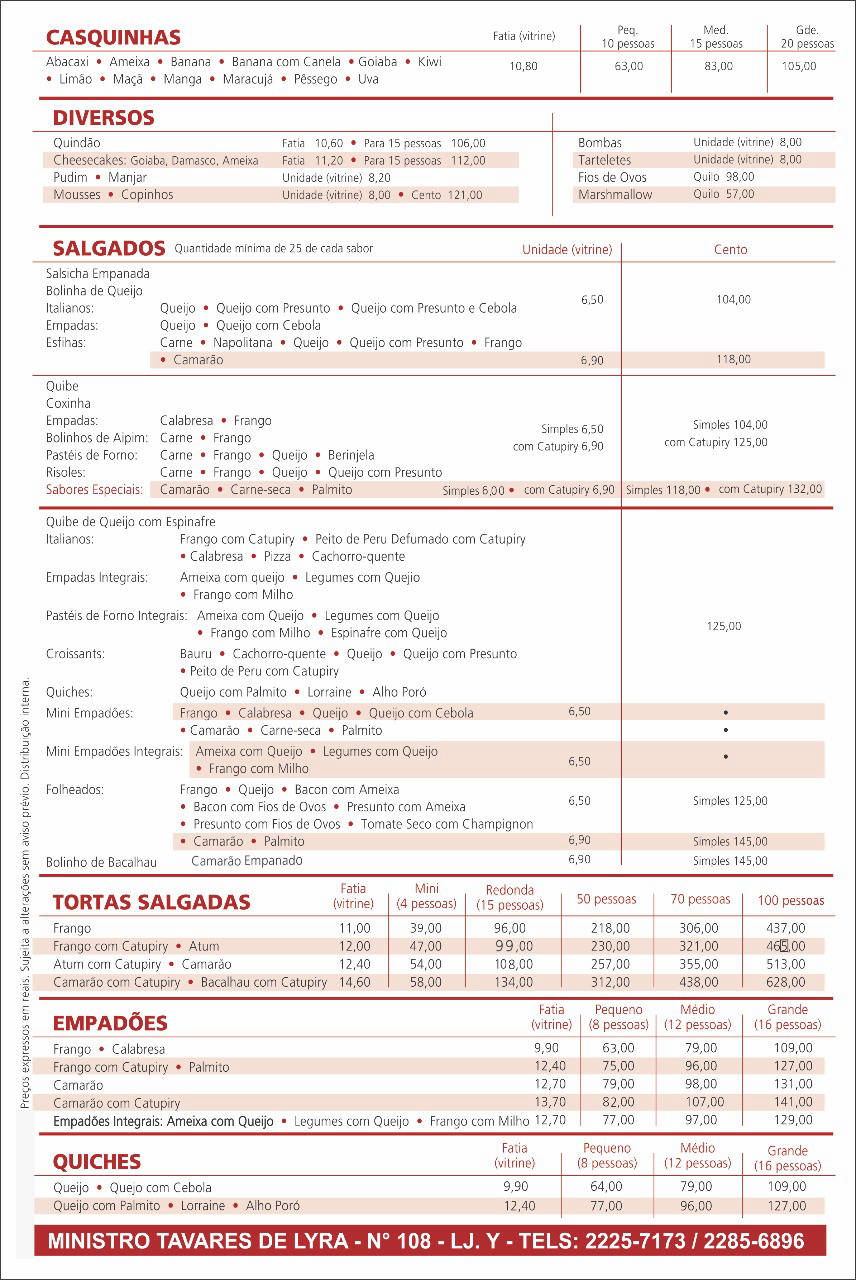 CASQUINHAS Fatia (vitrine) Peq. 10 pessoas Med. 15 pessoas Gde. 20 pessoas
Abacaxi • Ameixa • Banana • Banana com Canela • Goiaba • Kiwi
• Limão • Maçã • Manga • Maracujá • Pêssego • Uva 10,80 63,00 83,00 105,00
DIVERSOS
Quindão Fatia 10,60 • Para 15 pessoas 106,00 Bombas Unidade (vitrine) 8,00
Cheesecakes: Goiaba, Damasco, Ameixa Fatia 11,20 • Para 15 pessoas 112,00 Tarteletes Unidade (vitrine) 8,00
Pudim • Manjar Unidade (vitrine) 8,20 Fios de Ovos Quilo 98,00
Mousses • Copinhos Unidade (vitrine) 8,00 • Cento 121,00 Marshmallow Quilo 57,00
SALGADOS Quantidade mínima de 25 de cada sabor Unidade (vitrine) Cento
Salsicha Empanada
Bolinha de Queijo
Italianos: Queijo • Queijo com Presunto • Queijo com Presunto e Cebola 6,50 104,00
Empadas: Queijo • Queijo com Cebola
Esfihas: Carne • Napolitana • Queijo • Queijo com Presunto • Frango
• Camarão 6,90 118,00
Quibe
Coxinha
Empadas: Calabresa • Frango Simples 6,50 Simples 104,00
Bolinhos de Aipim: Carne • Frango com Catupiry 6,90 com Catupiry 125,00
Pastéis de Forno: Carne • Frango • Queijo • Berinjela
Risoles: Carne • Frango • Queijo • Queijo com Presunto
Sabores Especiais: Camarão • Carne-seca • Palmito Simples 6,00 • com Catupiry 6,90 Simples 118,00 • com Catupiry 132,00
Quibe de Queijo com Espinafre
Italianos: Frango com Catupiry • Peito de Peru Defumado com Catupiry
• Calabresa • Pizza • Cachorro-quente
Empadas Integrais: Ameixa com queijo • Legumes com Quejio
• Frango com Milho
Pastéis de Forno Integrais: Ameixa com Queijo • Legumes com Queijo
• Frango com Milho • Espinafre com Queijo 125,00
Croissants: Bauru • Cachorro-quente • Queijo • Queijo com Presunto
• Peito de Peru com Catupiry
Quiches: Queijo com Palmito • Lorraine • Alho Poró
Mini Empadões: Frango • Calabresa • Queijo • Queijo com Cebola 6,50 •
• Camarão • Carne-seca • Palmito •
Mini Empadões Integrais: Ameixa com Queijo • Legumes com Queijo •
• Frango com Milho 6,50
Folheados: Frango • Queijo • Bacon com Ameixa
• Bacon com Fios de Ovos • Presunto com Ameixa 6,50 Simples 125,00
• Presunto com Fios de Ovos • Tomate Seco com Champignon
• Camarão • Palmito 6,90 Simples 145,00
Bolinho de Bacalhau Camarão Empanado 6,90 Simples 145,00
TORTAS SALGADAS Fatia (vitrine) Mini (4 pessoas) Redonda (15 pessoas) 50 pessoas 70 pessoas 100 pessoas
Frango 11,00 39,00 96,00 218,00 306,00 437,00
Frango com Catupiry • Atum 12,00 47,00 99,00 230,00 321,00 465,00
Atum com Catupiry • Camarão 12,40 54,00 108,00 257,00 355,00 513,00
Camarão com Catupiry • Bacalhau com Catupiry 14,60 58,00 134,00 312,00 438,00 628,00
EMPADÕES Fatia (vitrine) Pequeno (8 pessoas) Médio (12 pessoas) Grande (16 pessoas)
Frango • Calabresa 9,90 63,00 79,00 109,00
Frango com Catupiry • Palmito 12,40 75,00 96,00 127,00
Camarão 12,70 79,00 98,00 131,00
Camarão com Catupiry 13,70 82,00 107,00 141,00
Empadões Integrais: Ameixa com Queijo • Legumes com Queijo • Frango com Milho 12,70 77,00 97,00 129,00
QUICHES Fatia (vitrine) Pequeno (8 pessoas) Médio (12 pessoas) Grande (16 pessoas)
Queijo • Quejo com Cebola 9,90 64,00 79,00 109,00
Queijo com Palmito • Lorraine • Alho Poró 12,40 77,00 96,00 127,00
Preços expressos em reais. Sujeita a alterações sem aviso prévio. Distribuição interna.
MINISTRO TAVARES DE LYRA - N° 108 - LJ. Y - TELS: 2225-7173 / 2285-6896